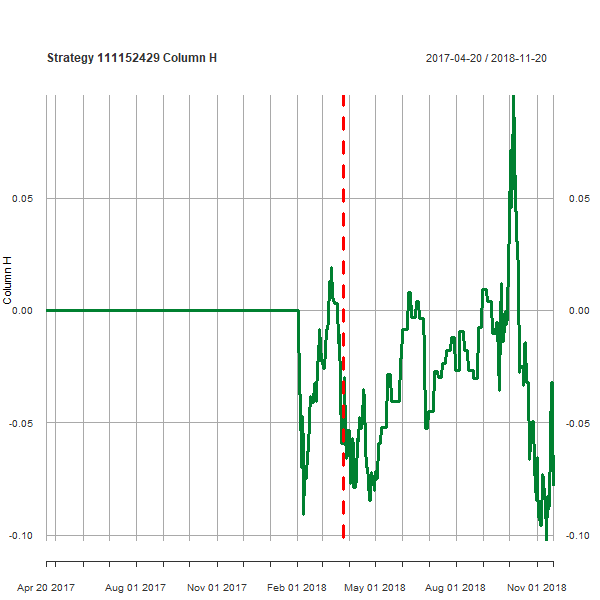 Strategy 111152429 Column H 2017-04-20 / 2018-11-20
0.05 0.05
0.00 0.00
-0.05 -0.05
-0.10 -0.10
Column H
Apr 20 2017 Aug 01 2017 Nov 01 2017 Feb 01 2018 May 01 2018 Aug 01 2018 Nov 01 2018